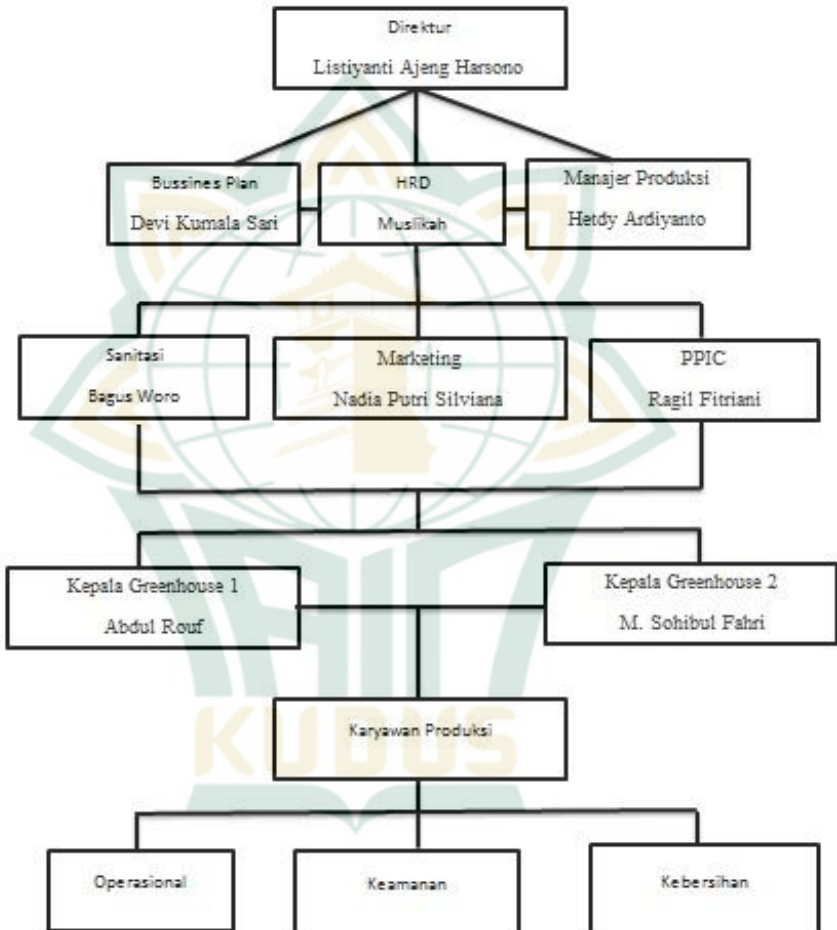 Direktur
Listiyanti Ajeng Harsono
Bussines Plan
Devi Kumala Sari
HRD
Muslikah
Manajer Produksi
Hetdy Ardiyanto
Sanitasi
Bagus Woro
Marketing
Nadia Putri Silviana
PPIC
Ragil Fitriani
Kepala Greenhouse 1
Abdul Rouf
Kepala Greenhouse 2
M. Sohibul Fahri
Karyawan Produksi
KUDUS
Operasional
Keamanan
Kebersihan